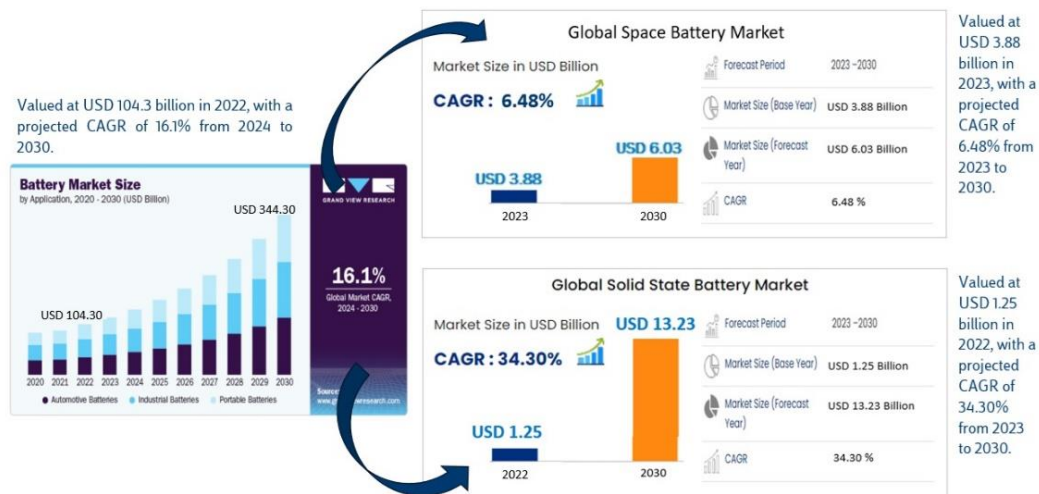 Valued at USD 104.3 billion in 2022, with a
projected CAGR of 16.1% from 2024 to
2030.
Battery Market Size
by Application, 2020 - 2030 (USD Billion)
USD 344.30
USD 104.30
2020 2021 2022 2023 2024 2025 2026 2027 2028 2029 2030
Automotive Batteries Industrial Batteries Portable Batteries
GRAND VIEW RESEARCH
16.1%
Global Market CAGR,
2024 - 2030
Source:
Global Space Battery Market
Market Size in USD Billion
CAGR : 6.48%
USD 3.88
USD 6.03
2023
2030
Forecast Period 2023 –2030
Market Size (Base Year) USD 3.88 Billion
Market Size (Forecast
Year)
USD 6.03 Billion
CAGR 6.48 %
Valued at
USD 3.88
billion in
2023, with a
projected
CAGR of
6.48% from
2023 to
2030.
Global Solid State Battery Market
Market Size in USD Billion
CAGR : 34.30%
USD 13.23
USD 1.25
2022
2030
Forecast Period 2023 –2030
Market Size (Base Year) USD 1.25 Billion
Market Size (Forecast
Year)
USD 13.23 Billion
CAGR 34.30 %
Valued at
USD 1.25
billion in
2022, with a
projected
CAGR of
34.30%
from 2023
to 2030.